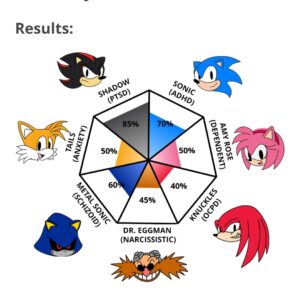 Results:
SHADOW
(PTSD)
85%
SONIC
(ADHD)
70%
AMY ROSE
(DEPENDENT)
50%
KNUCKLES
(OCPD)
40%
DR. EGGMAN
(NARCISSISTIC)
45%
METAL SONIC
(SCHIZOID)
60%
TAILS
(ANXIETY)
50%